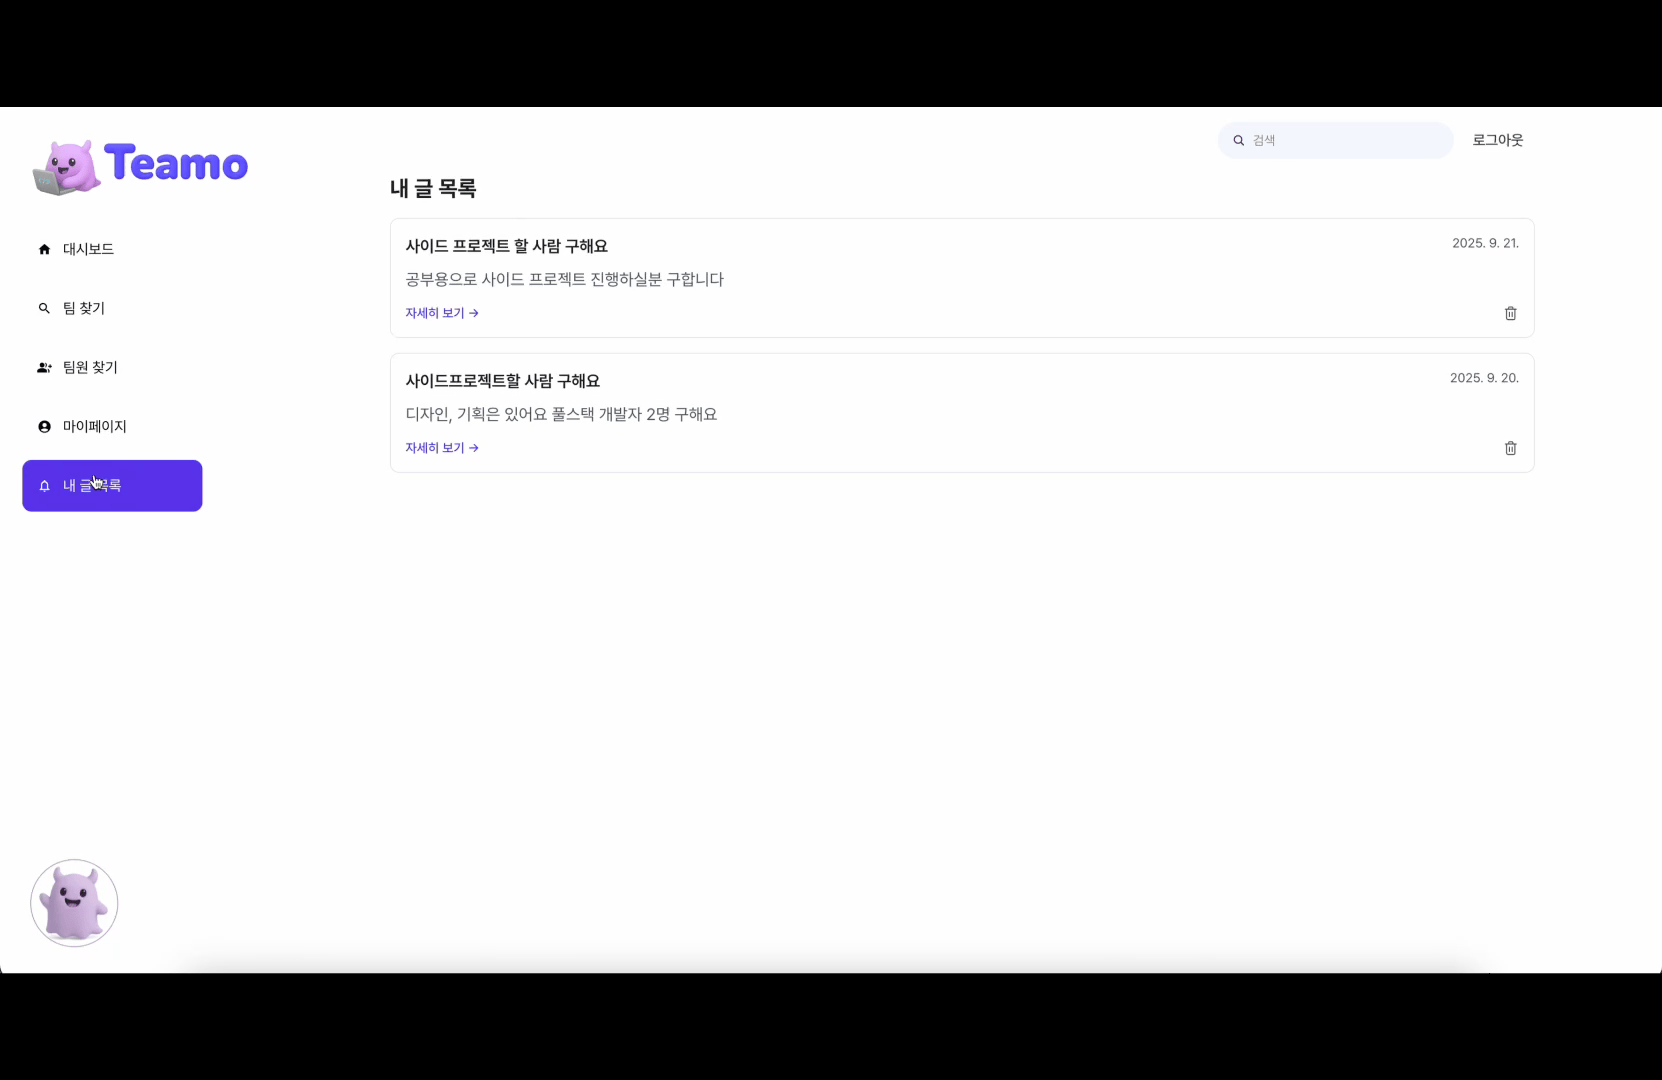 Teamo
검색
로그아웃
대시보드
팀 찾기
팀원 찾기
마이페이지
내 글 목록
내 글 목록
사이드 프로젝트 할 사람 구해요
2025. 9. 21.
공부용으로 사이드 프로젝트 진행하실분 구합니다
자세히 보기 →
사이드프로젝트할 사람 구해요
2025. 9. 20.
디자인, 기획은 있어요 풀스택 개발자 2명 구해요
자세히 보기 →